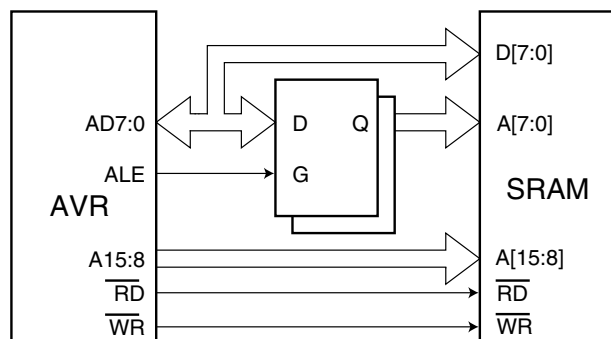 D[7:0]
AD7:0
D
Q
A[7:0]
ALE
G
AVR
SRAM
A15:8
A[15:8]
RD
RD
WR
WR